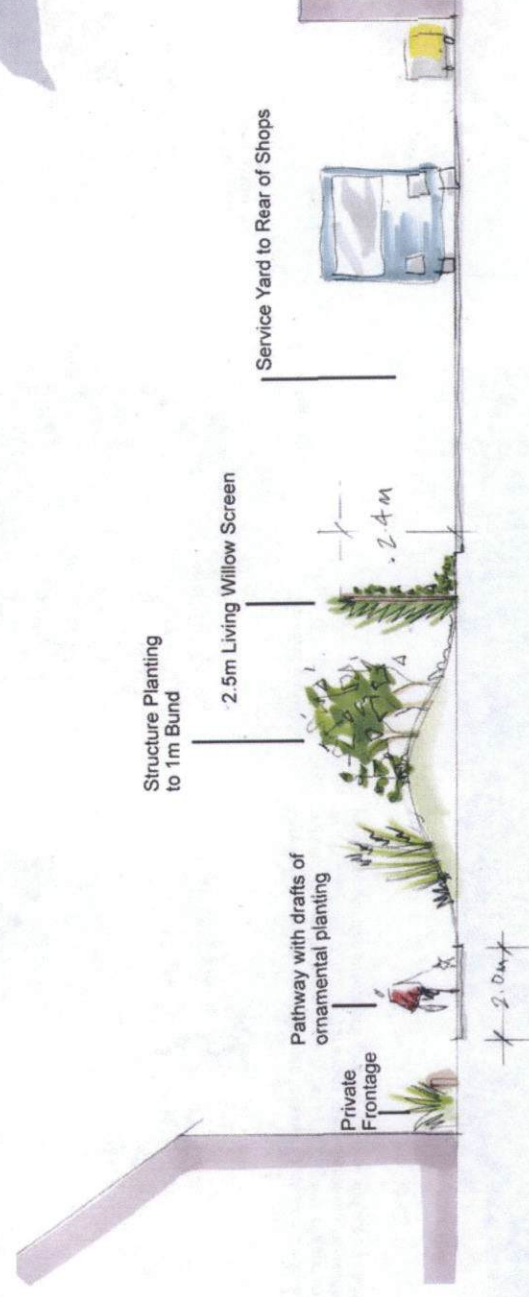 Private
Frontage
Pathway with drafts of
ornamental planting
Structure Planting
to 1m Bund
2.5m Living Willow Screen
Service Yard to Rear of Shops
2.0m
2.4m